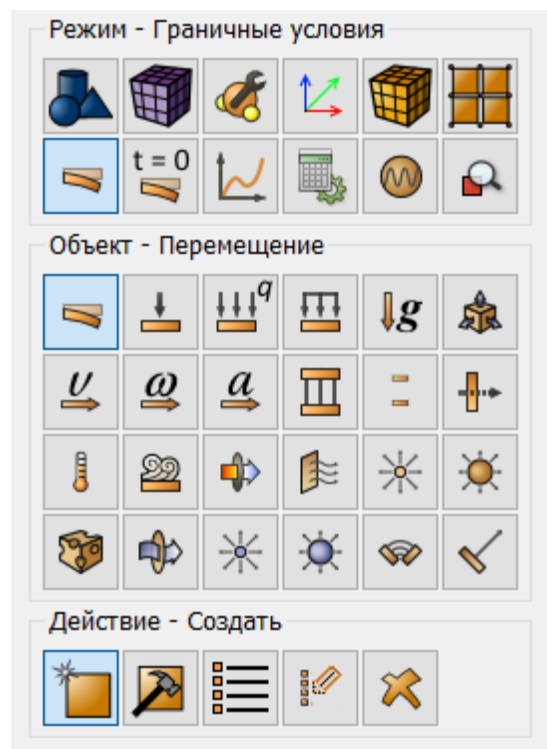 Режим - Граничные условия
t = 0
Объект - Перемещение
q
g
υ ω a
Действие - Создать